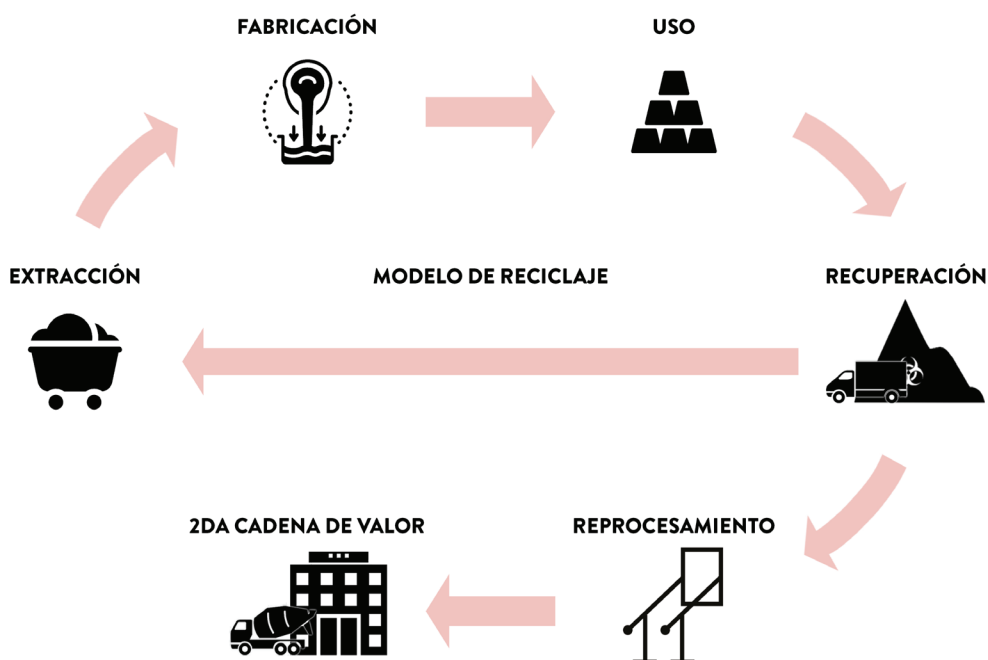 FABRICACIÓN
USO
EXTRACCIÓN
MODELO DE RECICLAJE
RECUPERACIÓN
2DA CADENA DE VALOR
REPROCESAMIENTO